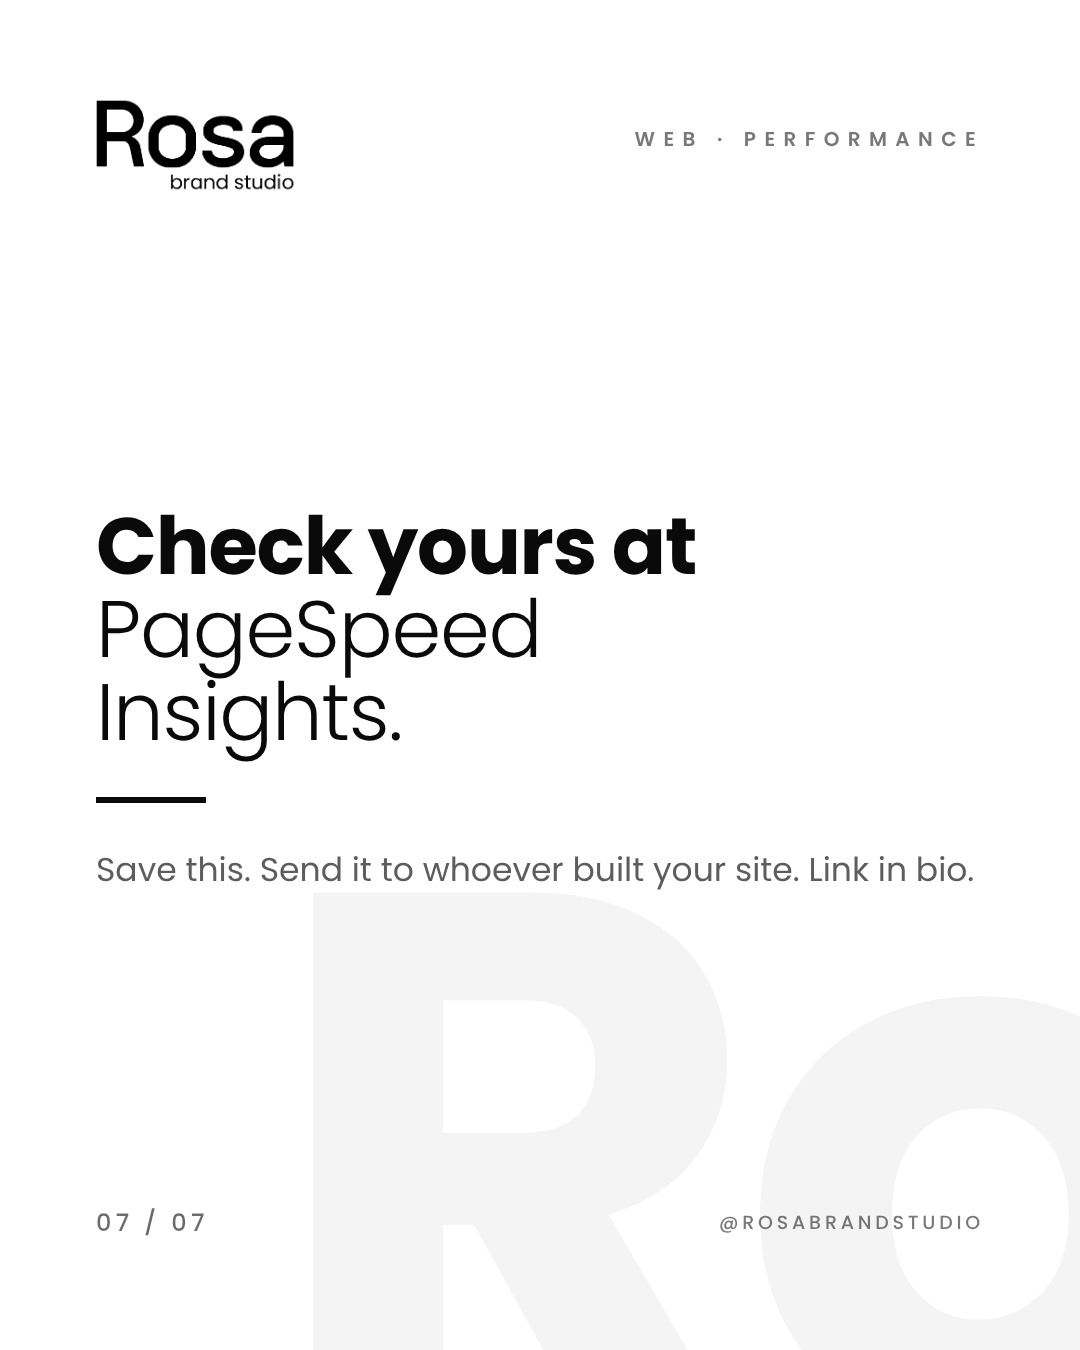 Rosa
brand studio
WEB · PERFORMANCE
Check yours at
PageSpeed
Insights.
Save this. Send it to whoever built your site. Link in bio.
Ro
07 / 07
@ROSABRANDSTUDIO